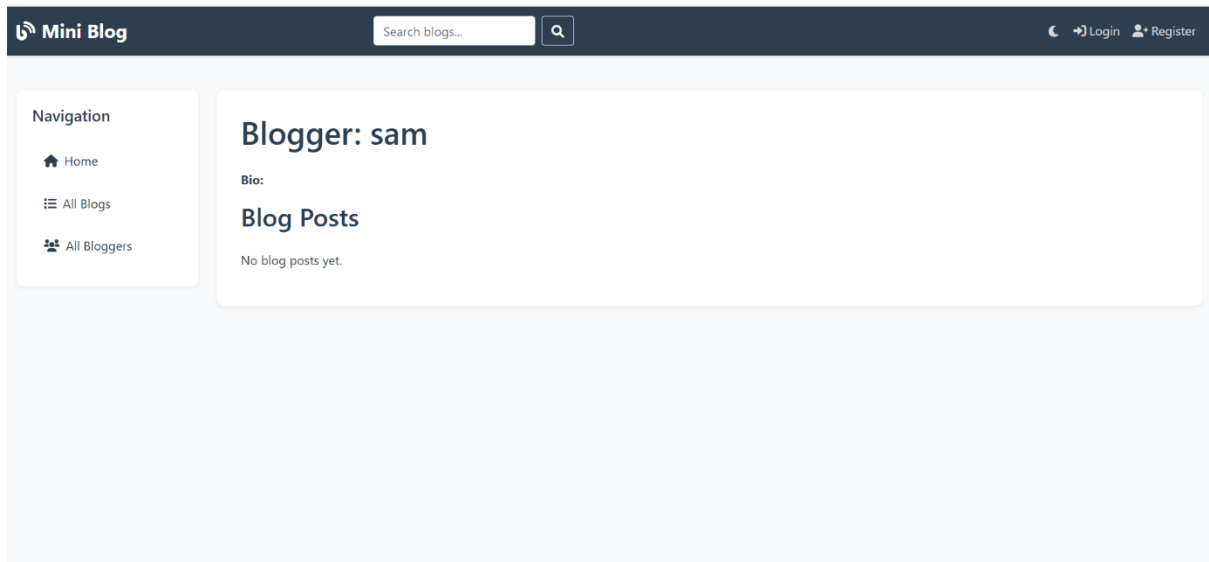 Mini Blog
Search blogs...
Login Register
Navigation
Home
All Blogs
All Bloggers
Blogger: sam
Bio:
Blog Posts
No blog posts yet.